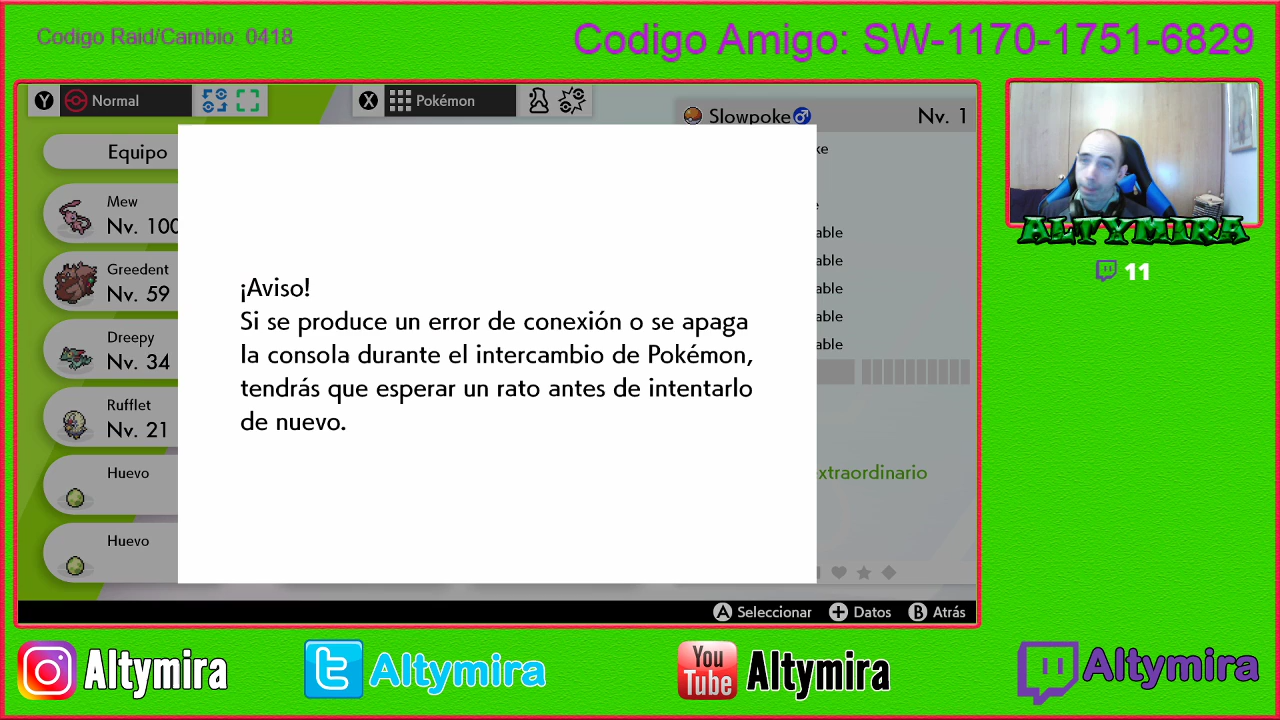 Codigo Raid/Cambio: 0418
Codigo Amigo: SW-1170-1751-6829
Y Normal
X Pokémon
Slowpoke♂ Nv. 1
Equipo
Mew
Nv. 100
Greedent
Nv. 59
Dreepy
Nv. 34
Rufflet
Nv. 21
Huevo
Huevo
¡Aviso!
Si se produce un error de conexión o se apaga
la consola durante el intercambio de Pokémon,
tendrás que esperar un rato antes de intentarlo
de nuevo.
ke
e
able
able
able
able
able
xtraordinario
A Seleccionar + Datos B Atrás
ALTYMIRA
11
Altymira
Altymira
You Tube Altymira
Altymira